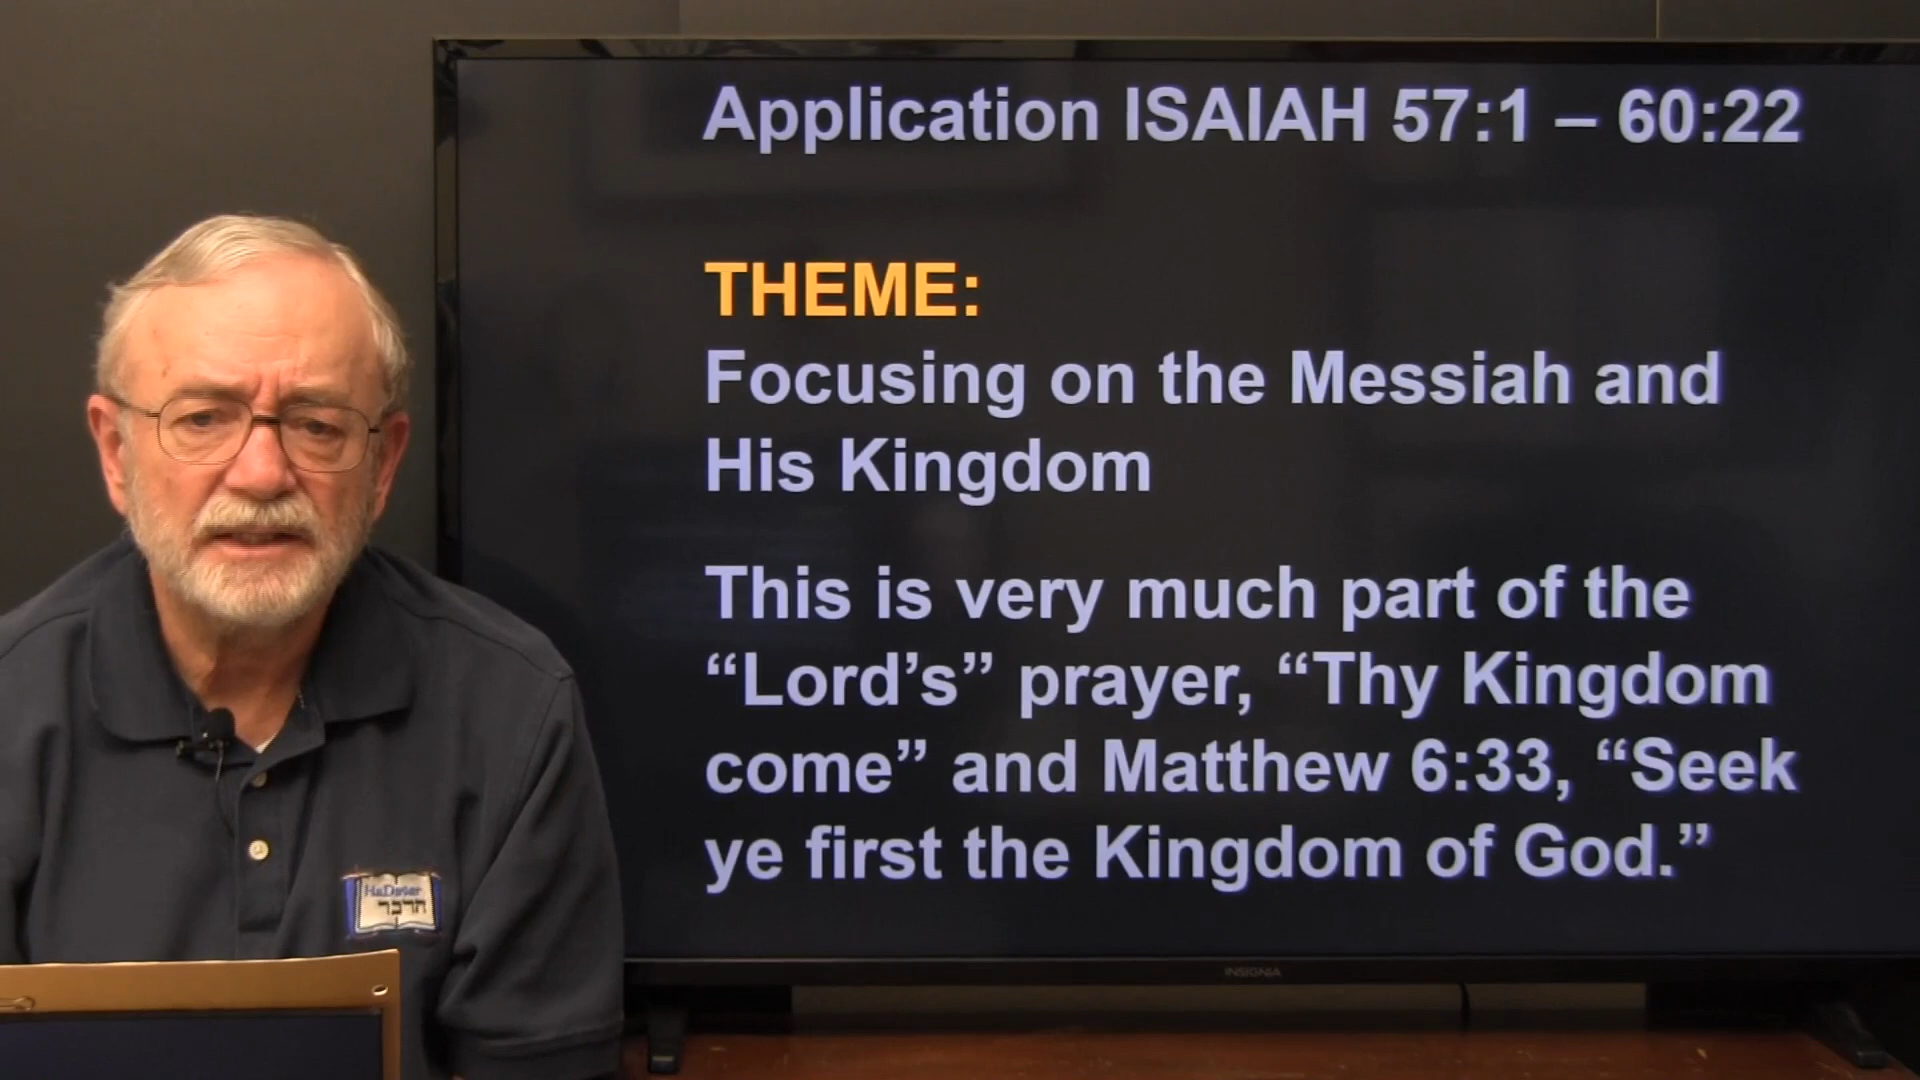 Application ISAIAH 57:1 – 60:22
THEME:
Focusing on the Messiah and
His Kingdom
This is very much part of the
“Lord’s” prayer, “Thy Kingdom
come” and Matthew 6:33, “Seek
ye first the Kingdom of God.”
HaDavar
הדבר
INSIGNIA